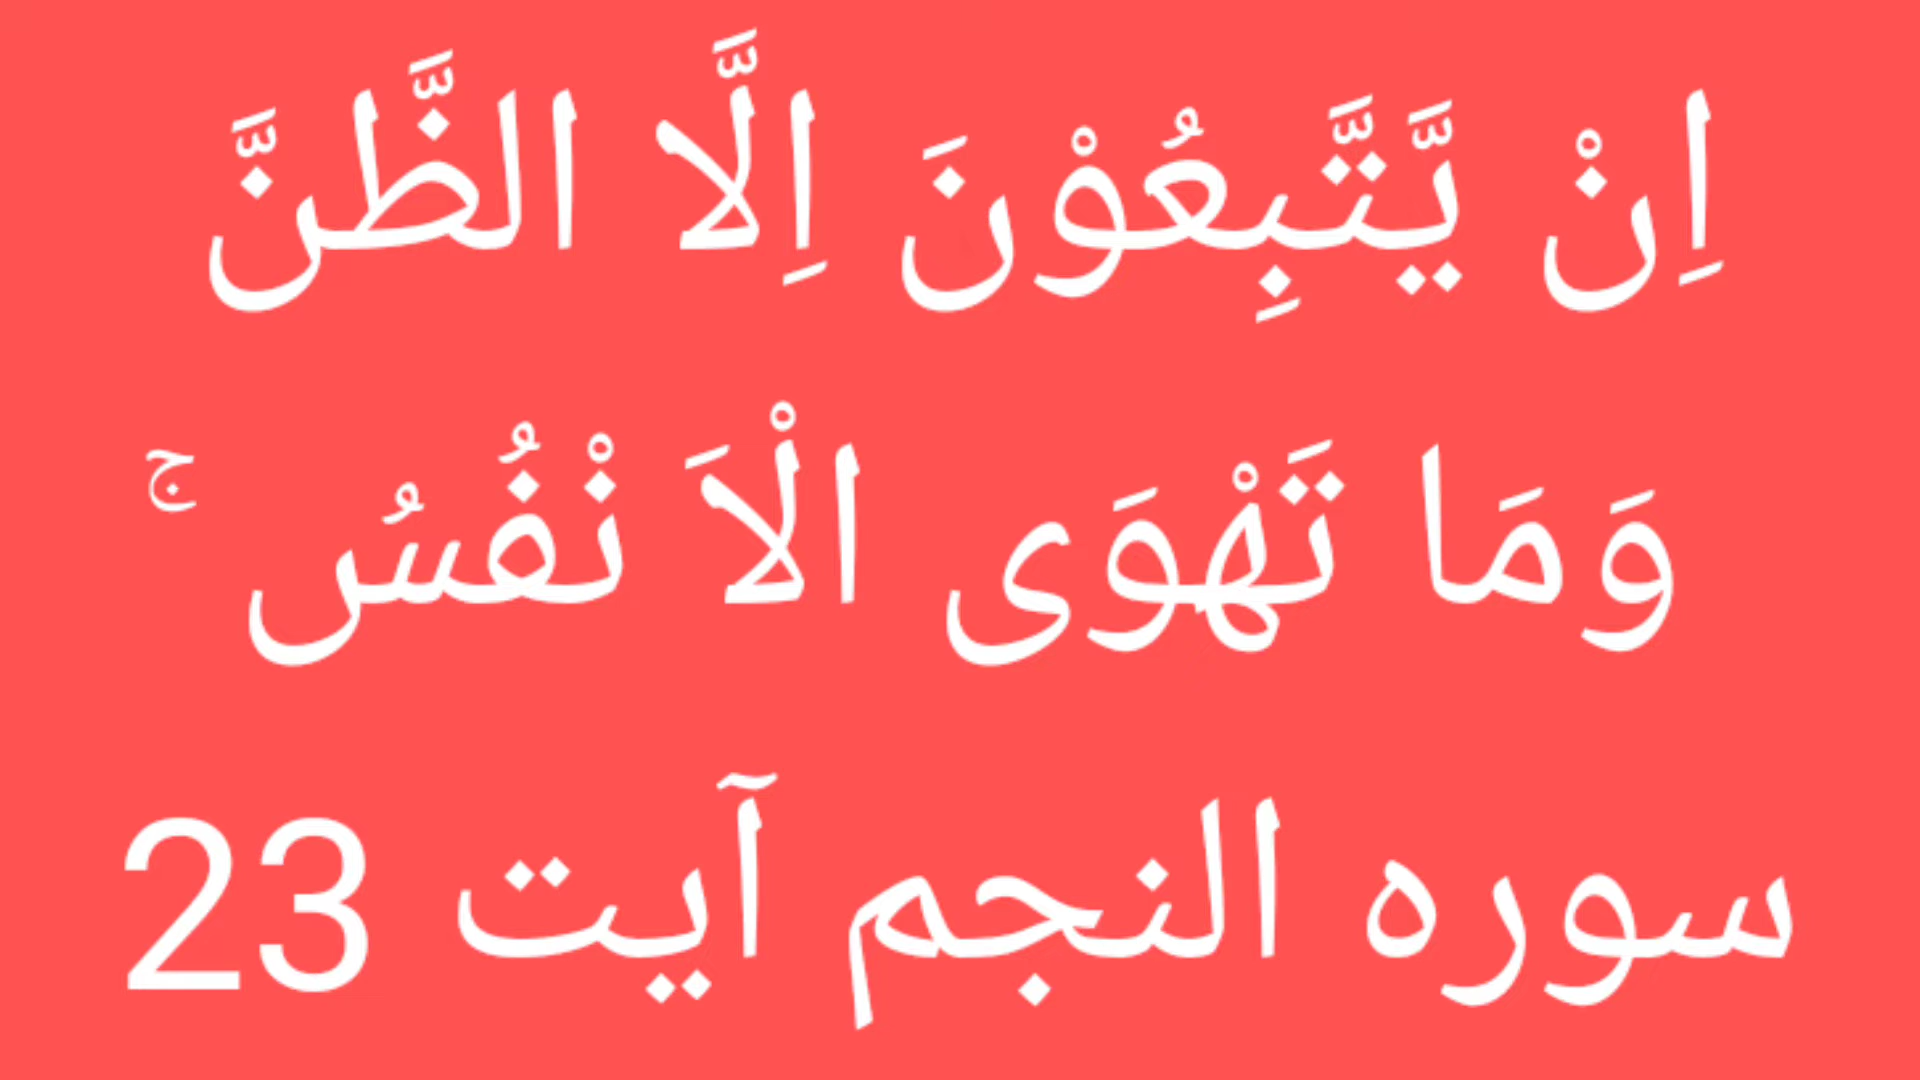 اِنْ يَّتَّبِعُوْنَ اِلَّا الظَّنَّ
وَمَا تَهْوَى الْاَ نْفُسُ ۚ
سوره النجم آیت 23